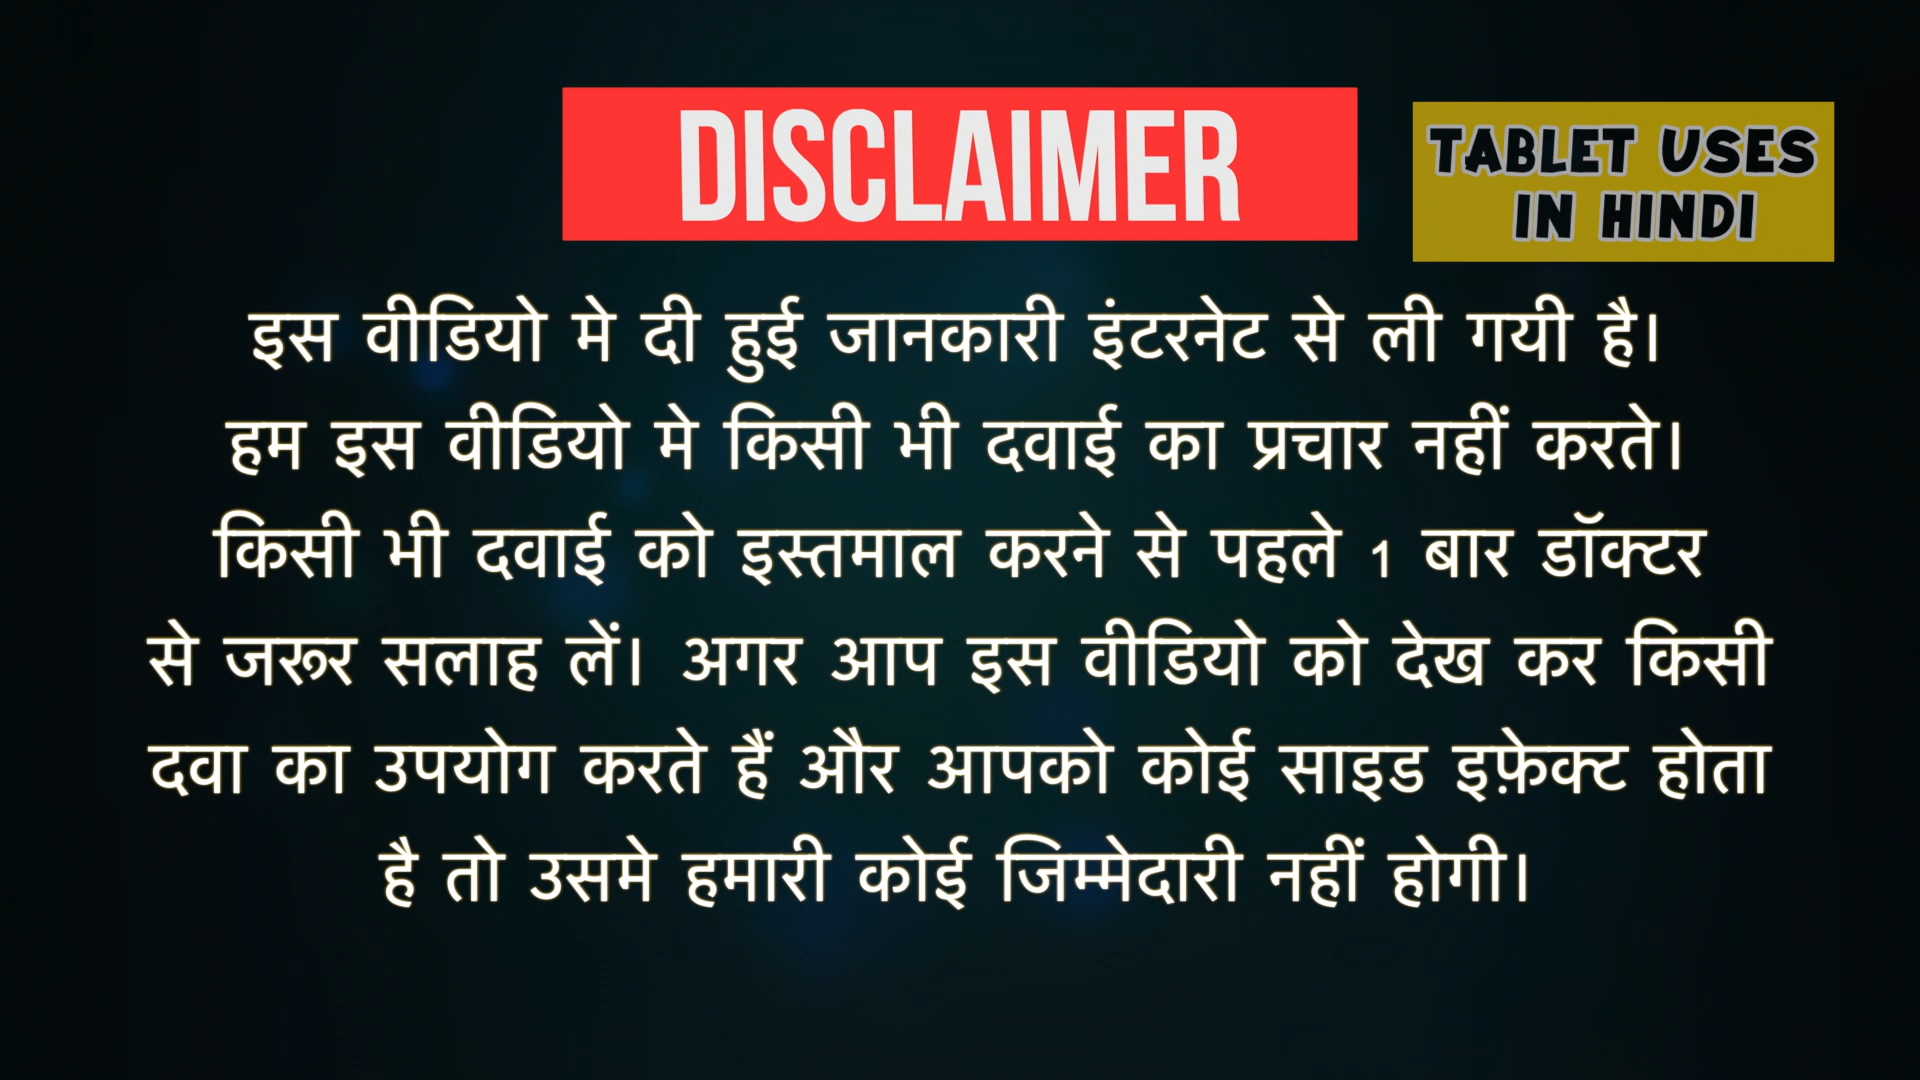 DISCLAIMER
TABLET USES
IN HINDI
इस वीडियो मे दी हुई जानकारी इंटरनेट से ली गयी है।
हम इस वीडियो मे किसी भी दवाई का प्रचार नहीं करते।
किसी भी दवाई को इस्तमाल करने से पहले 1 बार डॉक्टर
से जरूर सलाह लें। अगर आप इस वीडियो को देख कर किसी
दवा का उपयोग करते हैं और आपको कोई साइड इफ़ेक्ट होता
है तो उसमे हमारी कोई जिम्मेदारी नहीं होगी।